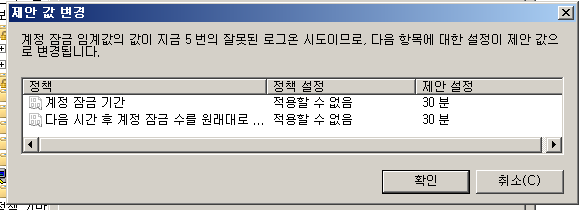 제안 값 변경
계정 잠금 임계값의 값이 지금 5 번의 잘못된 로그온 시도이므로, 다음 항목에 대한 설정이 제안 값으
로 변경됩니다.
정책 정책 설정 제안 설정
계정 잠금 기간 적용할 수 없음 30 분
다음 시간 후 계정 잠금 수를 원래대로 ... 적용할 수 없음 30 분
확인 취소(C)